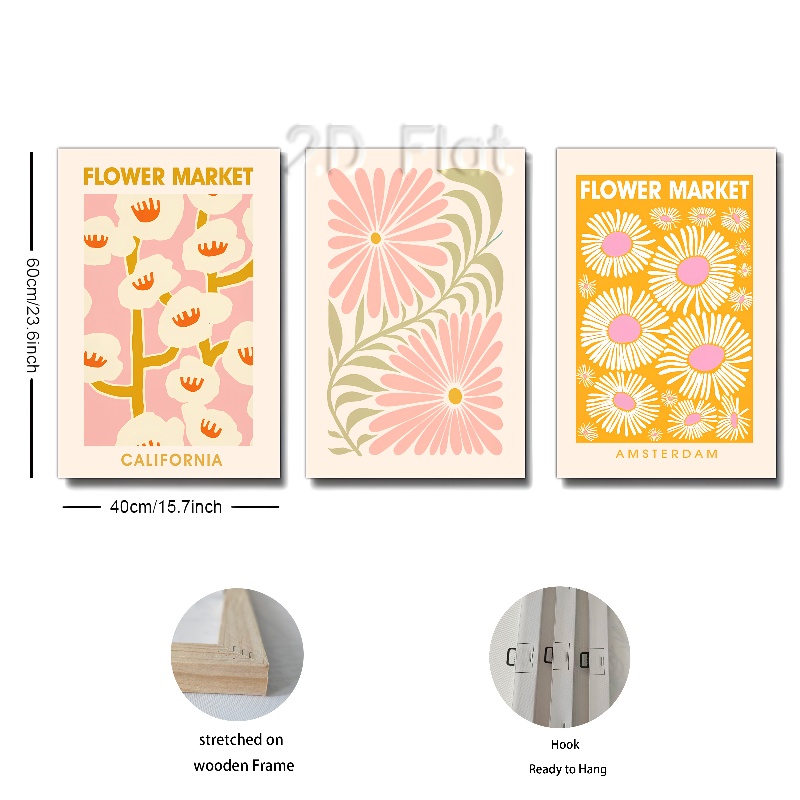 2D Flat
FLOWER MARKET
CALIFORNIA
FLOWER MARKET
AMSTERDAM
60cm/23.6inch
40cm/15.7inch
stretched on
wooden Frame
Hook
Ready to Hang